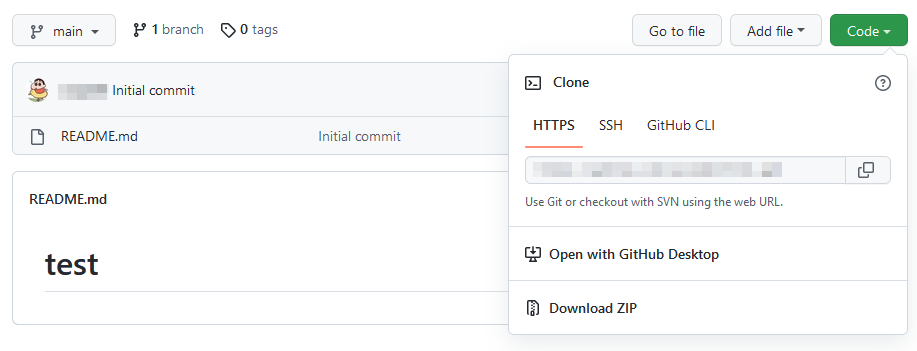 main 1 branch 0 tags Go to file Add file Code
Initial commit
README.md Initial commit
README.md
test
Clone
HTTPS SSH GitHub CLI
Use Git or checkout with SVN using the web URL.
Open with GitHub Desktop
Download ZIP